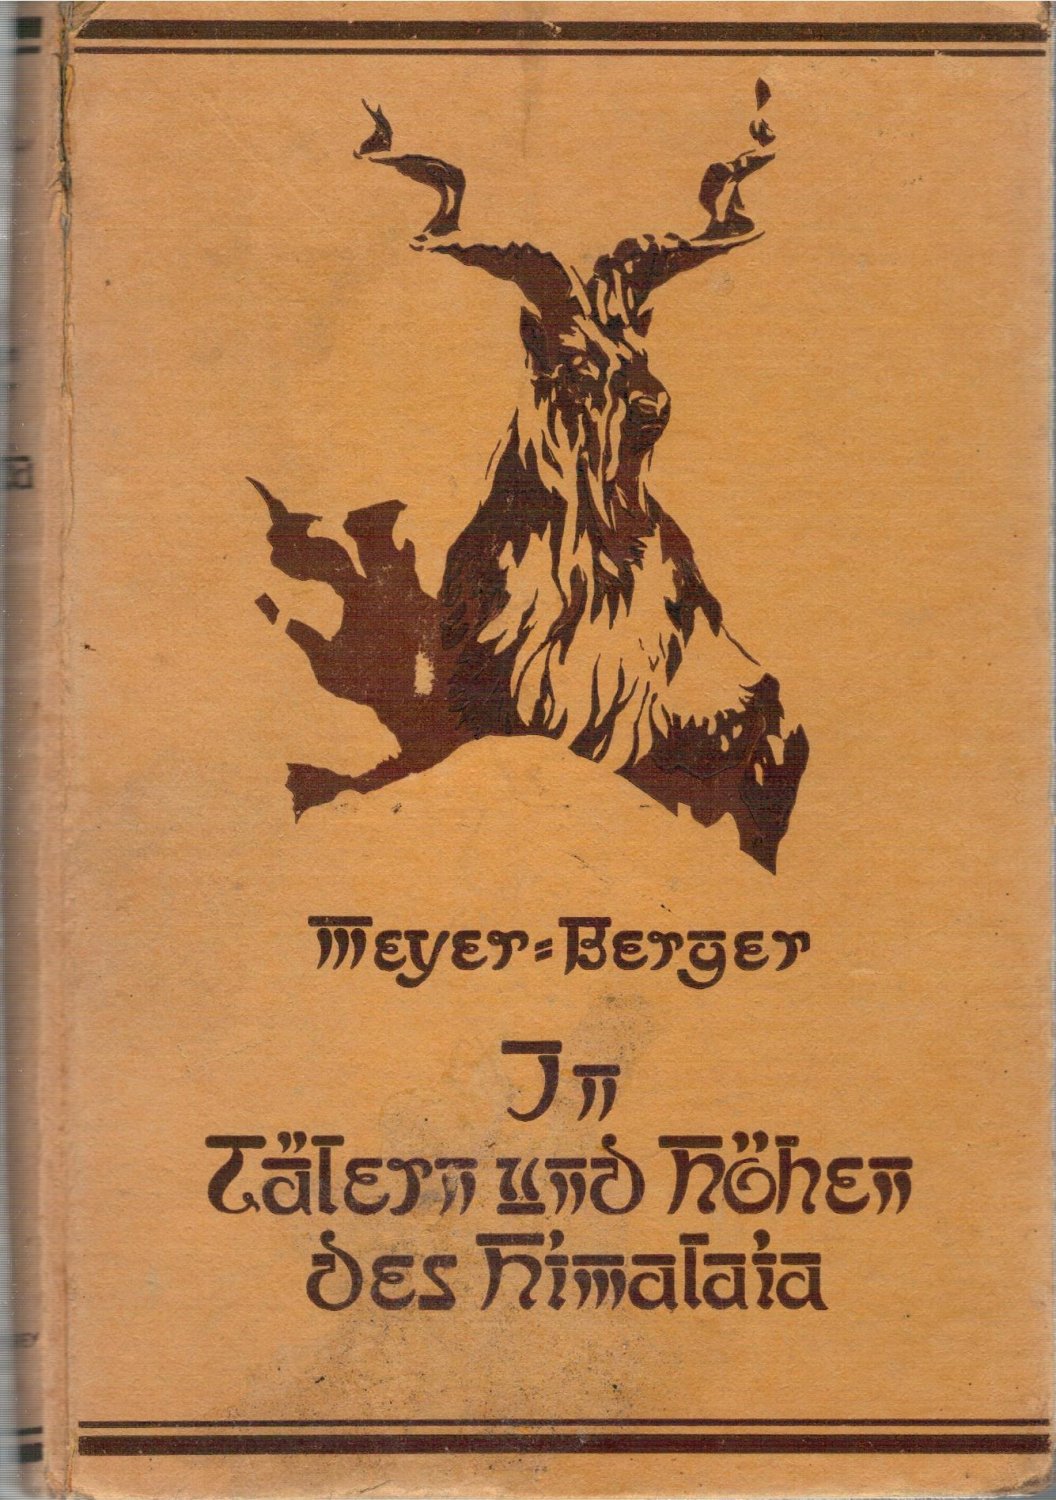 Meyer=Berger
In
Tälern und Höhen
des Himalaia